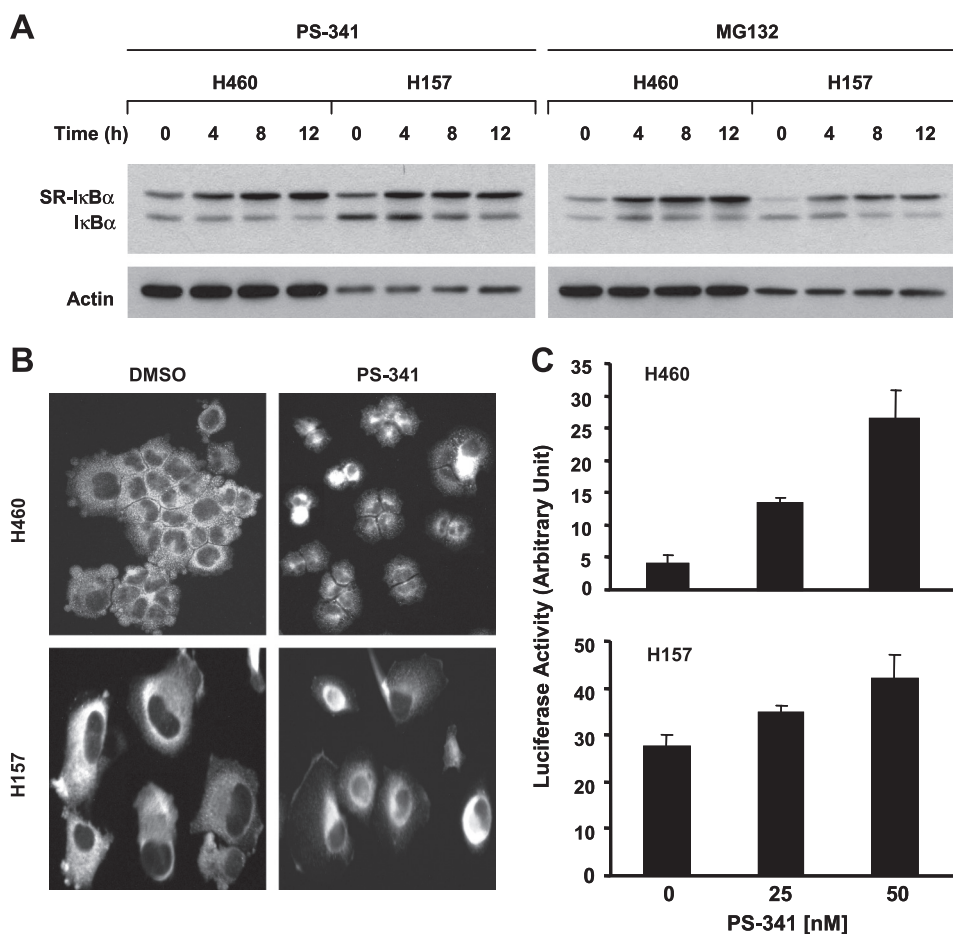 A
PS-341 MG132
H460 H157 H460 H157
Time (h) 0 4 8 12 0 4 8 12 0 4 8 12 0 4 8 12
SR-IκBα
IκBα
Actin
B
DMSO PS-341
H460
H157
C
Luciferase Activity (Arbitrary Unit)
35
30
25
20
15
10
5
0
H460
50
40
30
20
10
0
H157
0 25 50
PS-341 [nM]